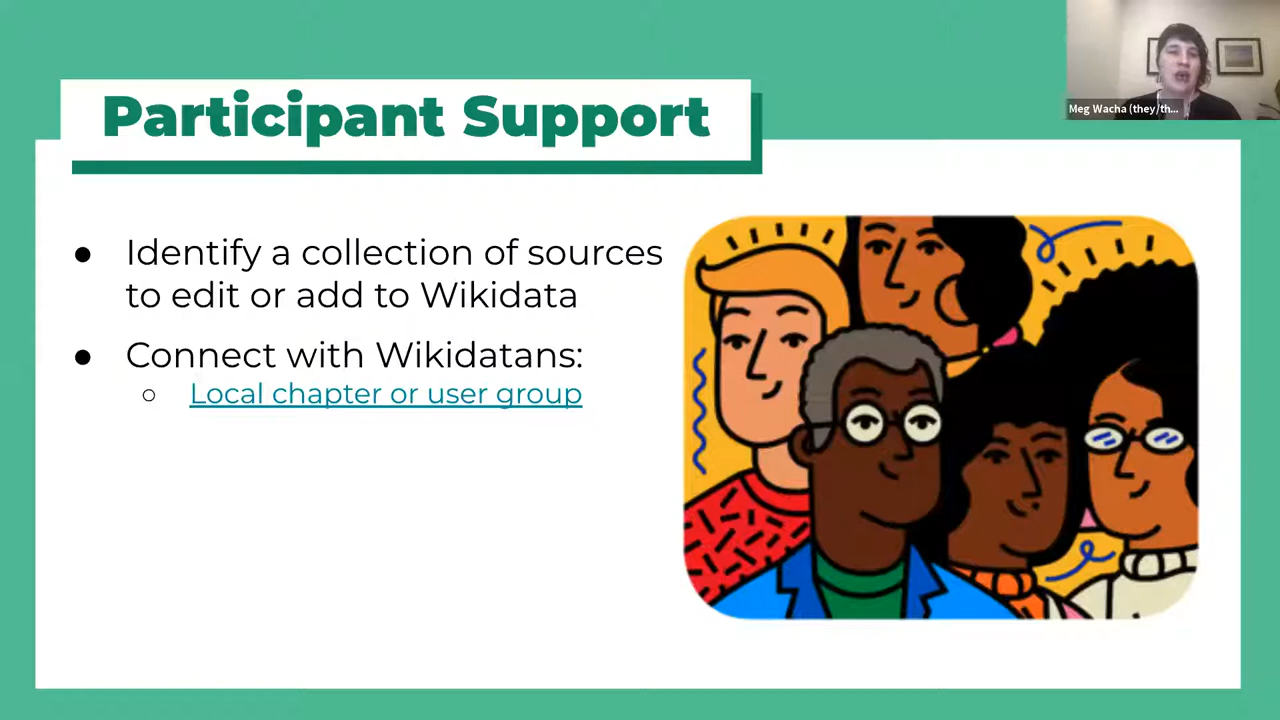 Participant Support
Meg Wacha (they/th...
● Identify a collection of sources
to edit or add to Wikidata
● Connect with Wikidatans:
○ Local chapter or user group